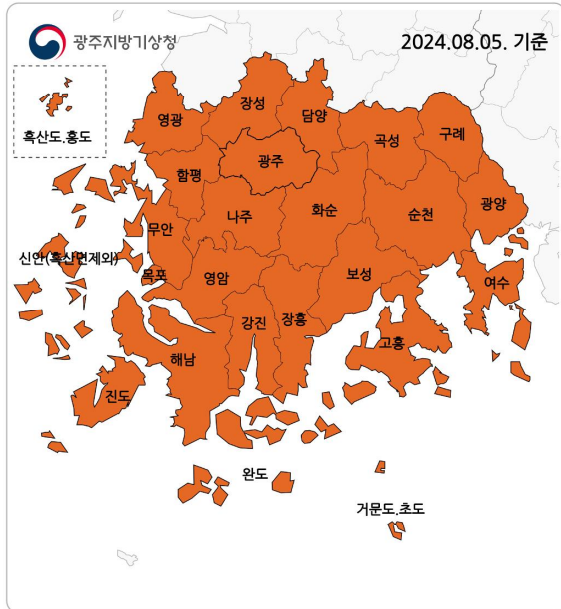 광주지방기상청
2024.08.05. 기준
흑산도.홍도
영광
장성
담양
곡성
구례
함평
광주
나주
화순
순천
광양
무안
신안(흑산면제외)
목포
영암
보성
여수
강진
장흥
고흥
해남
진도
완도
거문도.초도